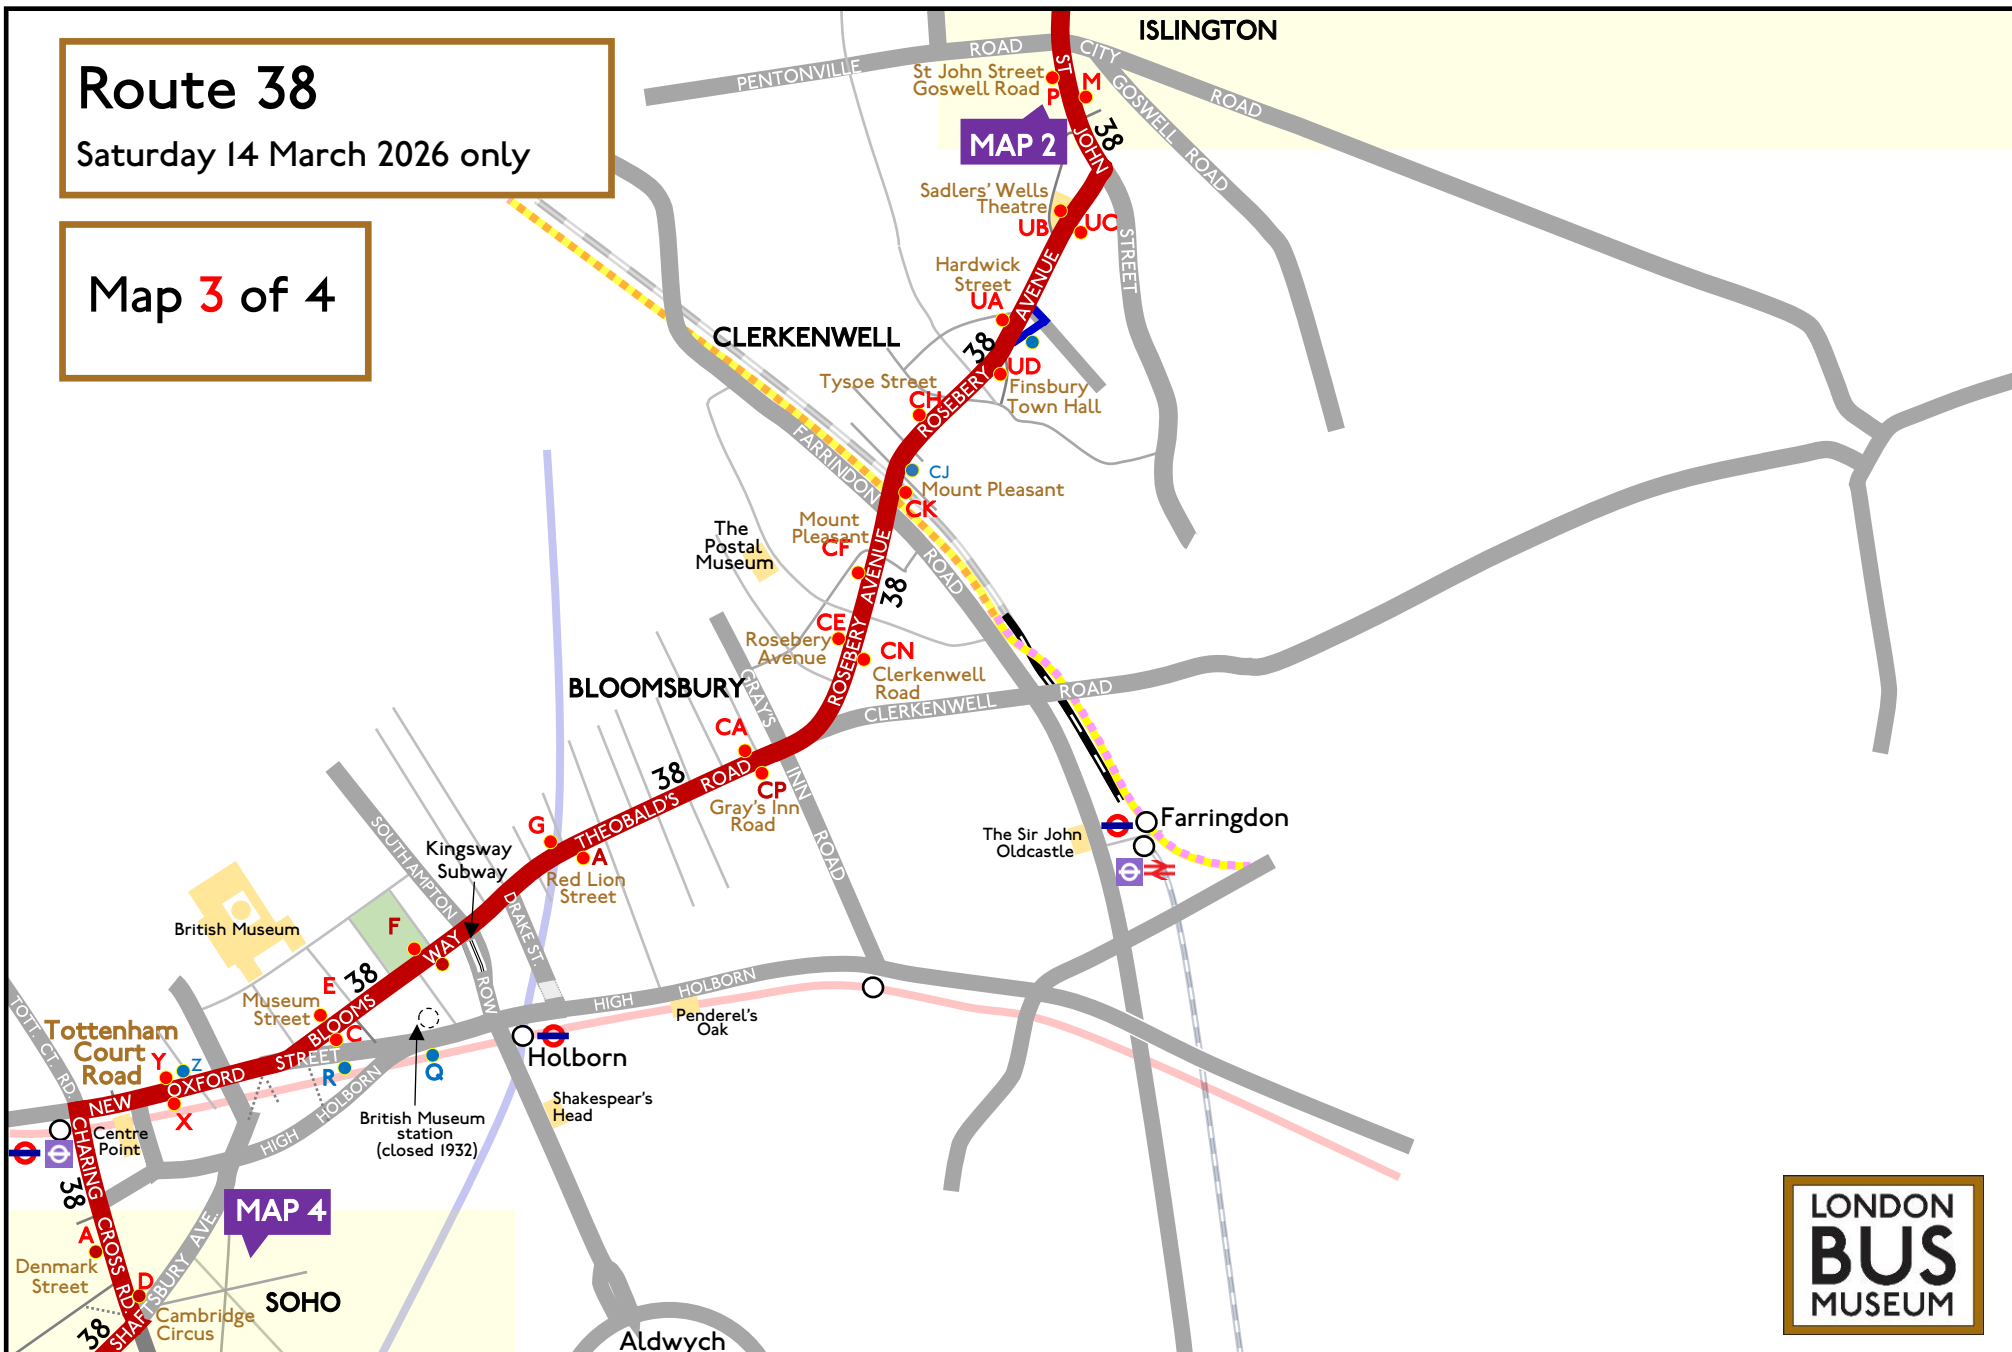 Route 38
Saturday 14 March 2026 only
Map 3 of 4
ISLINGTON
PENTONVILLE
ROAD
CITY
ROAD
ST
JOHN
STREET
GOSWELL ROAD
St John Street
Goswell Road
P
M
MAP 2
38
Sadlers' Wells
Theatre
UB
UC
AVENUE
Hardwick
Street
UA
CLERKENWELL
38
UD
Finsbury
Town Hall
Tysoe Street
CH
ROSEBERY
FARRINDON
ROAD
CJ
Mount Pleasant
CK
Mount
Pleasant
CF
The
Postal
Museum
ROSEBERY AVENUE
38
CE
Rosebery
Avenue
CN
Clerkenwell
Road
CLERKENWELL
ROAD
BLOOMSBURY
GRAY'S
INN
ROAD
CA
CP
Gray's Inn
Road
38
THEOBALD'S ROAD
G
A
Red Lion
Street
Kingsway
Subway
SOUTHAMPTON
ROW
DRAKE ST.
Farringdon
The Sir John
Oldcastle
British Museum
F
WAY
E
38
Museum
Street
BLOOMS
C
STREET
R
Q
HIGH
HOLBORN
Penderel's
Oak
Holborn
Shakespear's
Head
British Museum
station
(closed 1932)
TOTT. CT. RD.
Tottenham
Court
Road
Y
Z
X
NEW
OXFORD
Centre
Point
HIGH
HOLBORN
CHARING
CROSS RD.
38
MAP 4
A
Denmark
Street
D
Cambridge
Circus
38
SHAF
TSBURY AVE.
SOHO
Aldwych
LONDON
BUS
MUSEUM